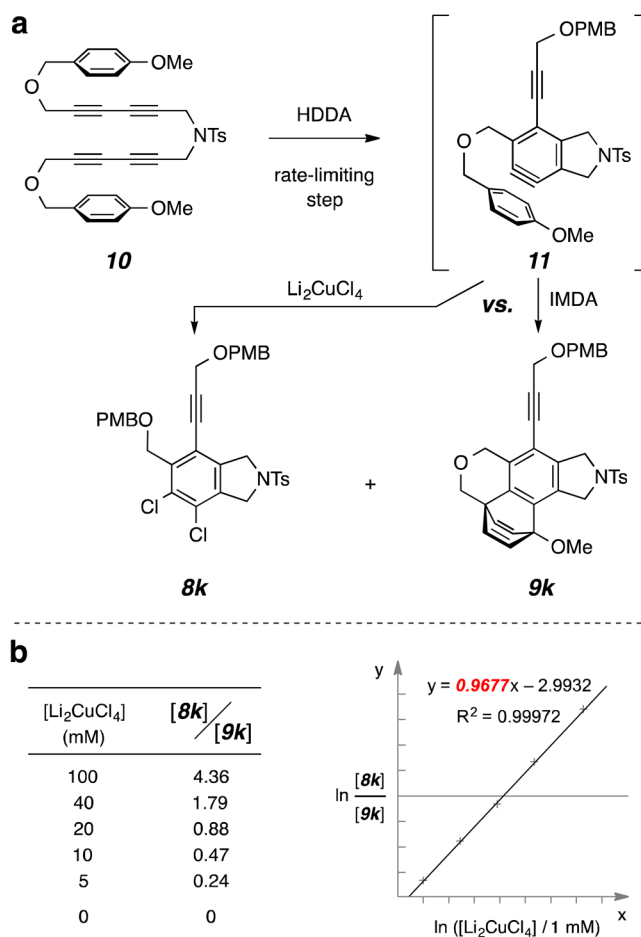 a
OMe
O
NTs
O
OMe
10
HDDA
rate-limiting
step
OPMB
O
NTs
OMe
11
Li2CuCl4
vs.
IMDA
OPMB
PMBO
NTs
Cl
Cl
8k
+
OPMB
O
NTs
OMe
9k
b
[Li2CuCl4]
(mM)
[8k]
[9k]
100 4.36
40 1.79
20 0.88
10 0.47
5 0.24
0 0
y
y = 0.9677x – 2.9932
R2 = 0.99972
ln [8k]
[9k]
x
ln ([Li2CuCl4] / 1 mM)